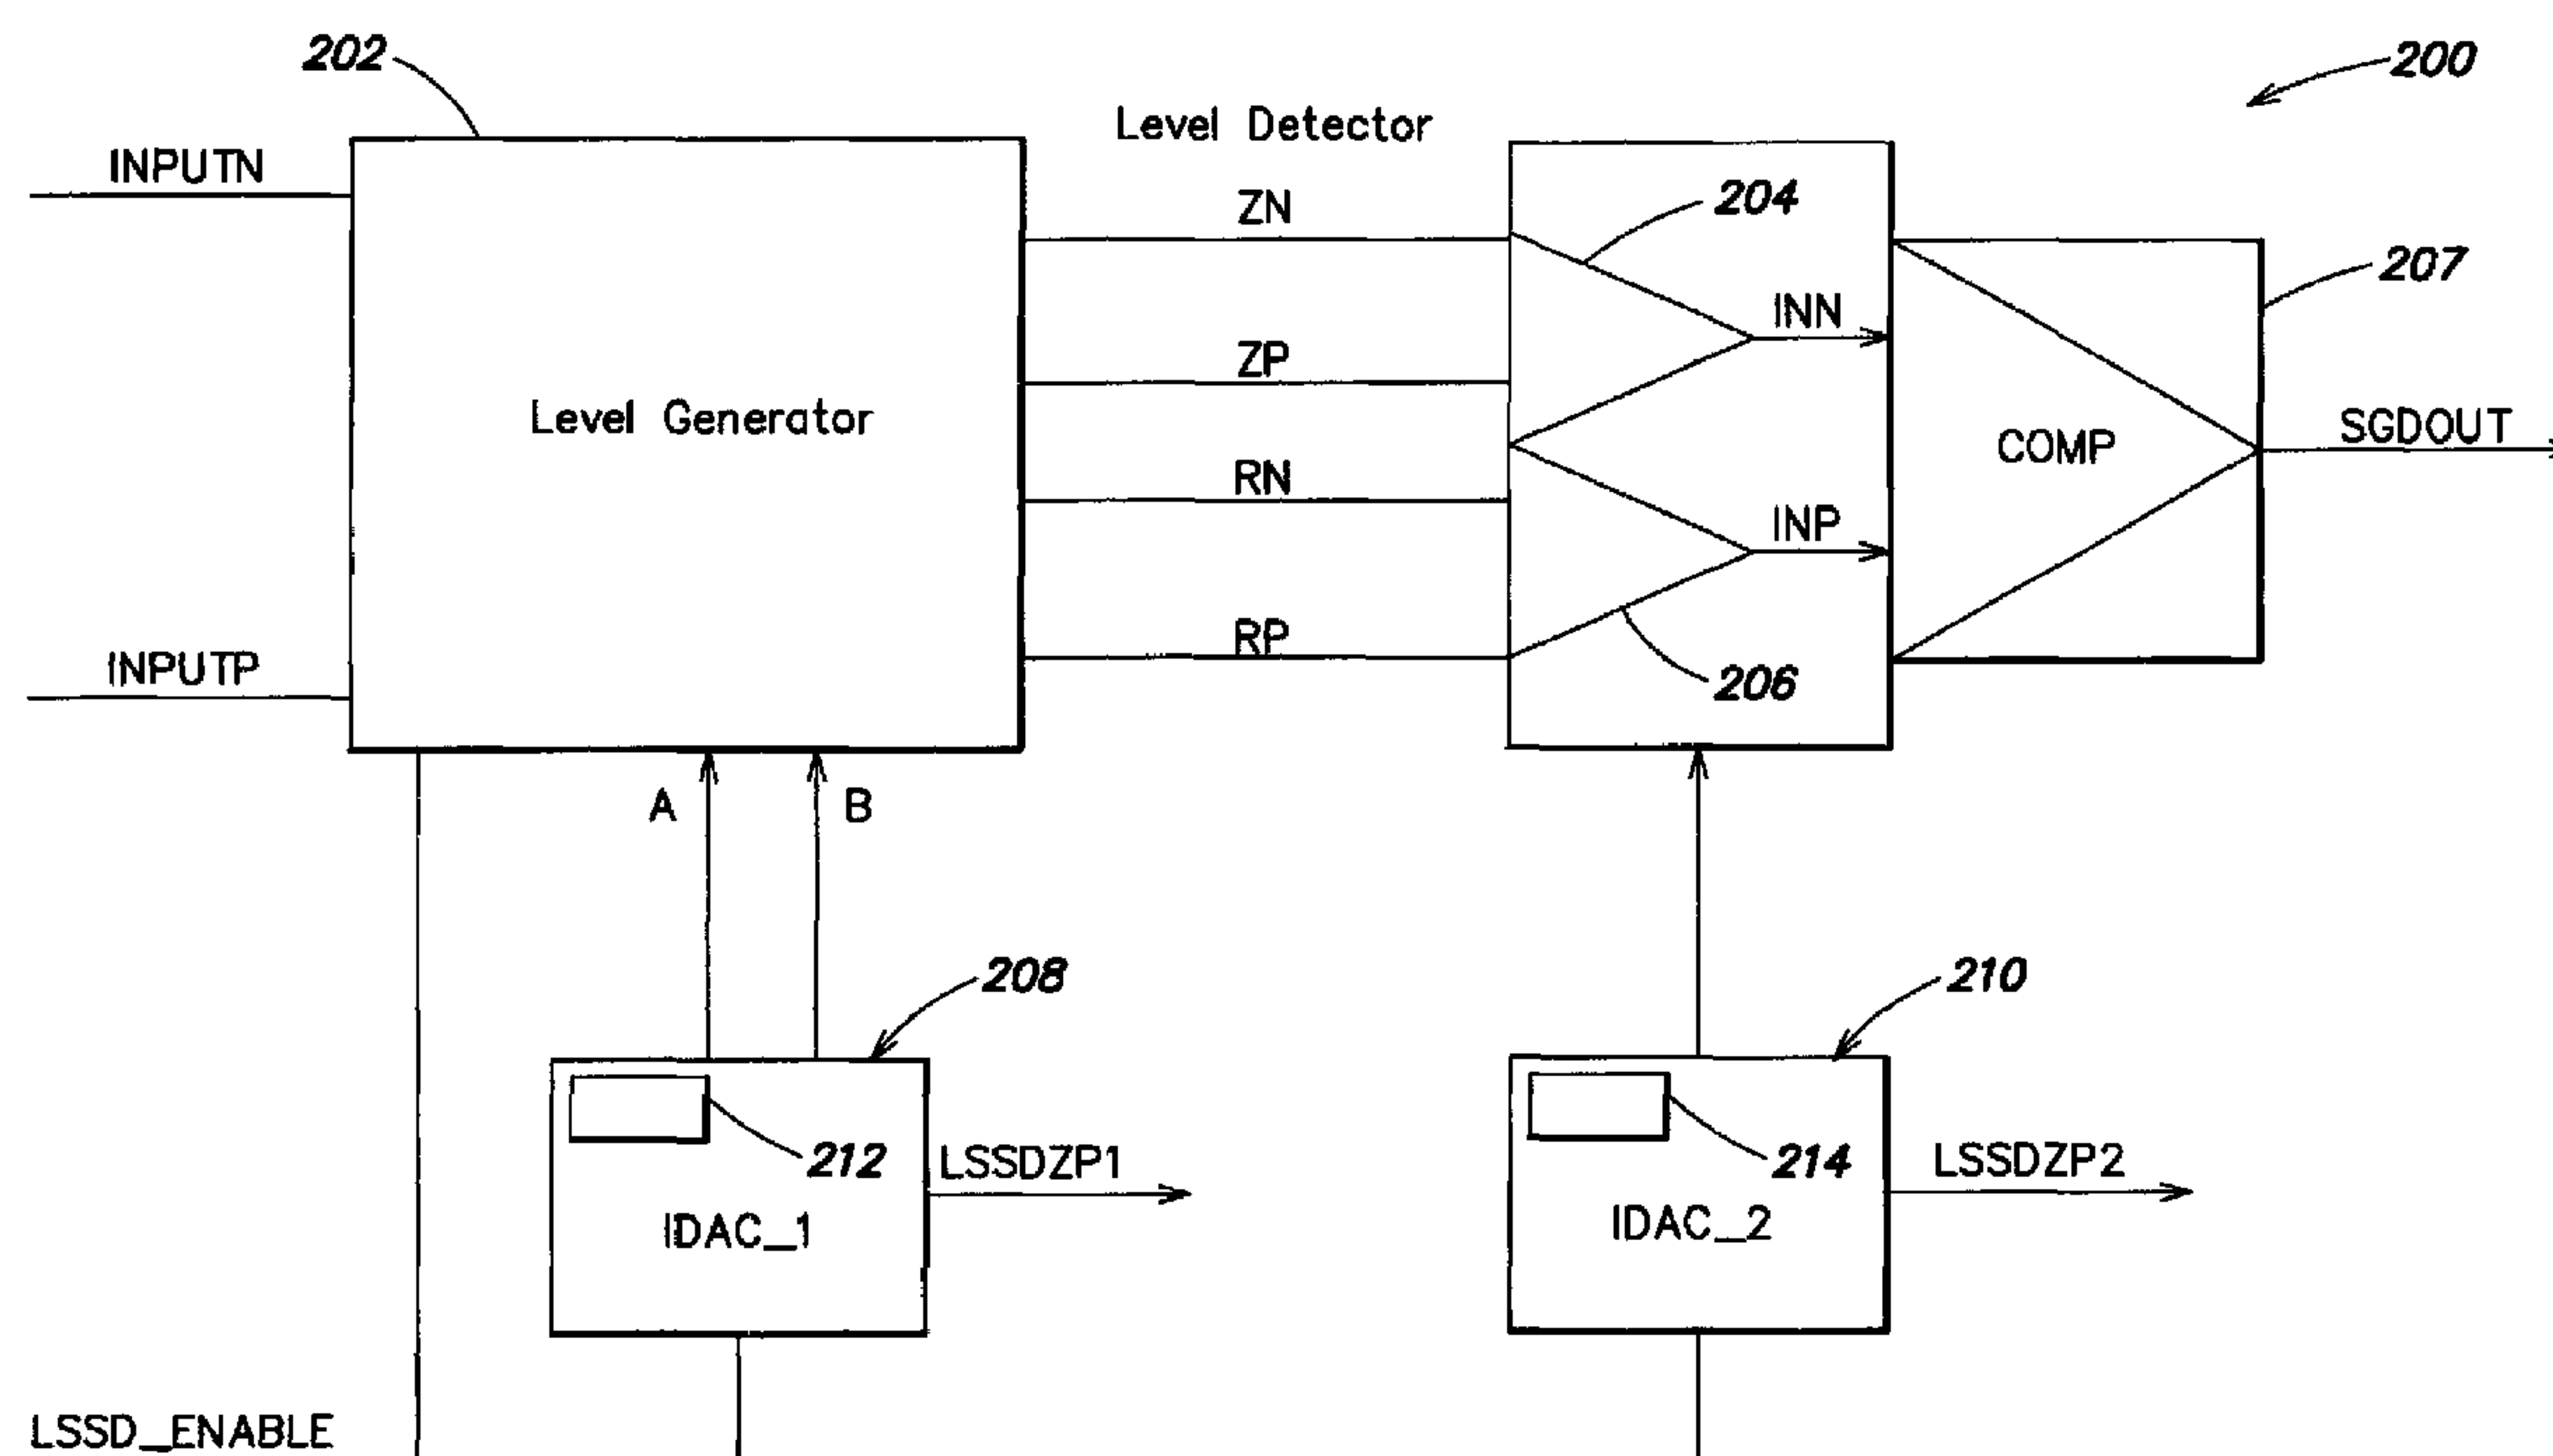 202
200
Level Detector
INPUTN
ZN
204
207
INN
ZP
Level Generator
SGDOUT
COMP
RN
INP
RP
INPUTP
206
A
B
208
210
212
LSSDZP1
214
LSSDZP2
IDAC_1
IDAC_2
LSSD_ENABLE